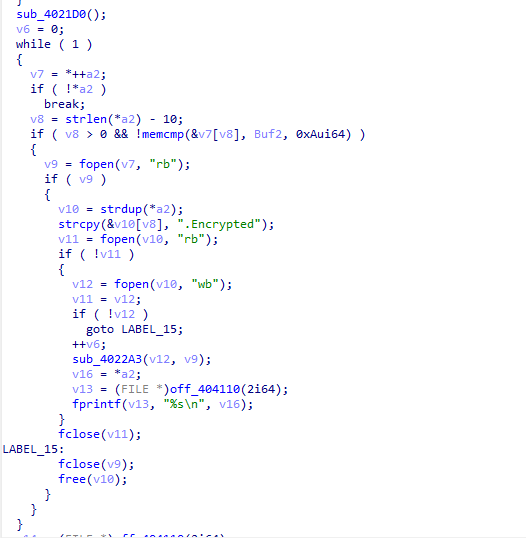 }
sub_4021D0();
v6 = 0;
while ( 1 )
{
v7 = *++a2;
if ( !*a2 )
break;
v8 = strlen(*a2) - 10;
if ( v8 > 0 && !memcmp(&v7[v8], Buf2, 0xAui64) )
{
v9 = fopen(v7, "rb");
if ( v9 )
{
v10 = strdup(*a2);
strcpy(&v10[v8], ".Encrypted");
v11 = fopen(v10, "rb");
if ( !v11 )
{
v12 = fopen(v10, "wb");
v11 = v12;
if ( !v12 )
goto LABEL_15;
++v6;
sub_4022A3(v12, v9);
v16 = *a2;
v13 = (FILE *)off_404110(2i64);
fprintf(v13, "%s\n", v16);
}
fclose(v11);
LABEL_15:
fclose(v9);
free(v10);
}
}
}